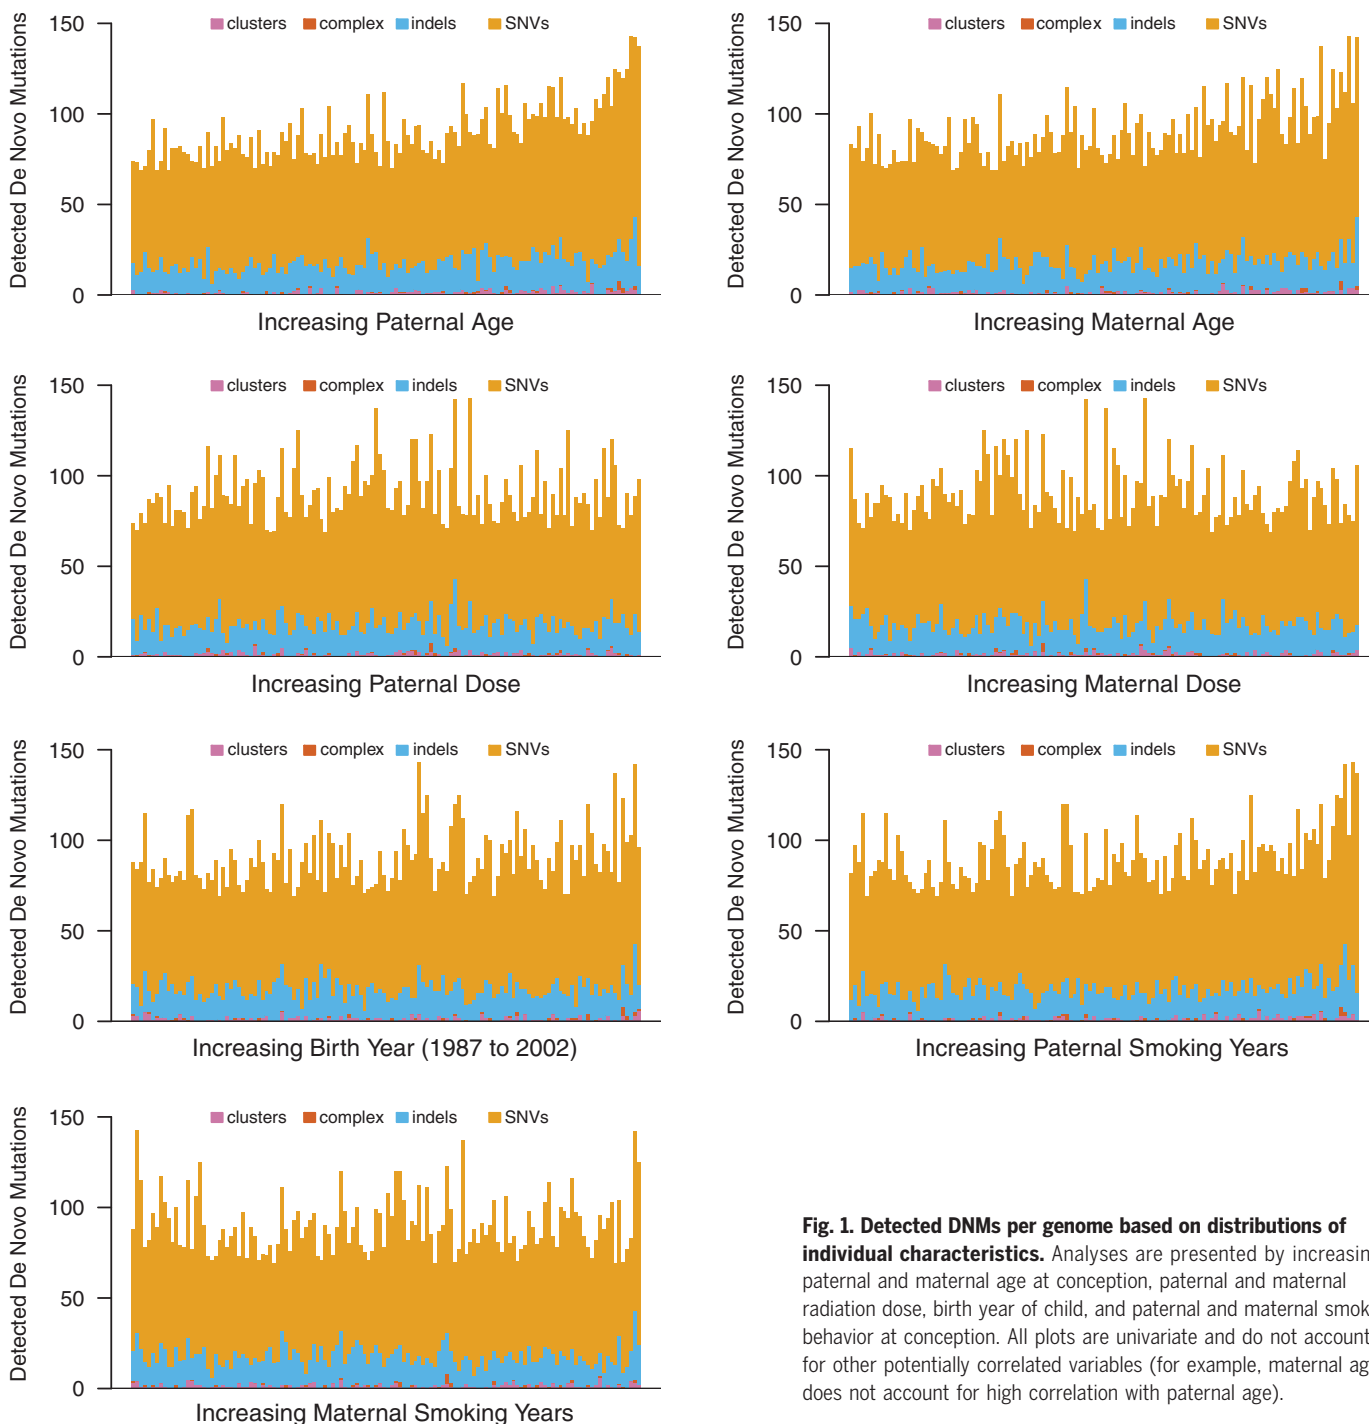 150
100
50
0
Detected De Novo Mutations
clusters complex indels SNVs
Increasing Paternal Age
150
100
50
0
Detected De Novo Mutations
clusters complex indels SNVs
Increasing Maternal Age
150
100
50
0
Detected De Novo Mutations
clusters complex indels SNVs
Increasing Paternal Dose
150
100
50
0
Detected De Novo Mutations
clusters complex indels SNVs
Increasing Maternal Dose
150
100
50
0
Detected De Novo Mutations
clusters complex indels SNVs
Increasing Birth Year (1987 to 2002)
150
100
50
0
Detected De Novo Mutations
clusters complex indels SNVs
Increasing Paternal Smoking Years
150
100
50
0
Detected De Novo Mutations
clusters complex indels SNVs
Increasing Maternal Smoking Years
Fig. 1. Detected DNMs per genome based on distributions of
individual characteristics. Analyses are presented by increasin
paternal and maternal age at conception, paternal and maternal
radiation dose, birth year of child, and paternal and maternal smok
behavior at conception. All plots are univariate and do not account
for other potentially correlated variables (for example, maternal ag
does not account for high correlation with paternal age).